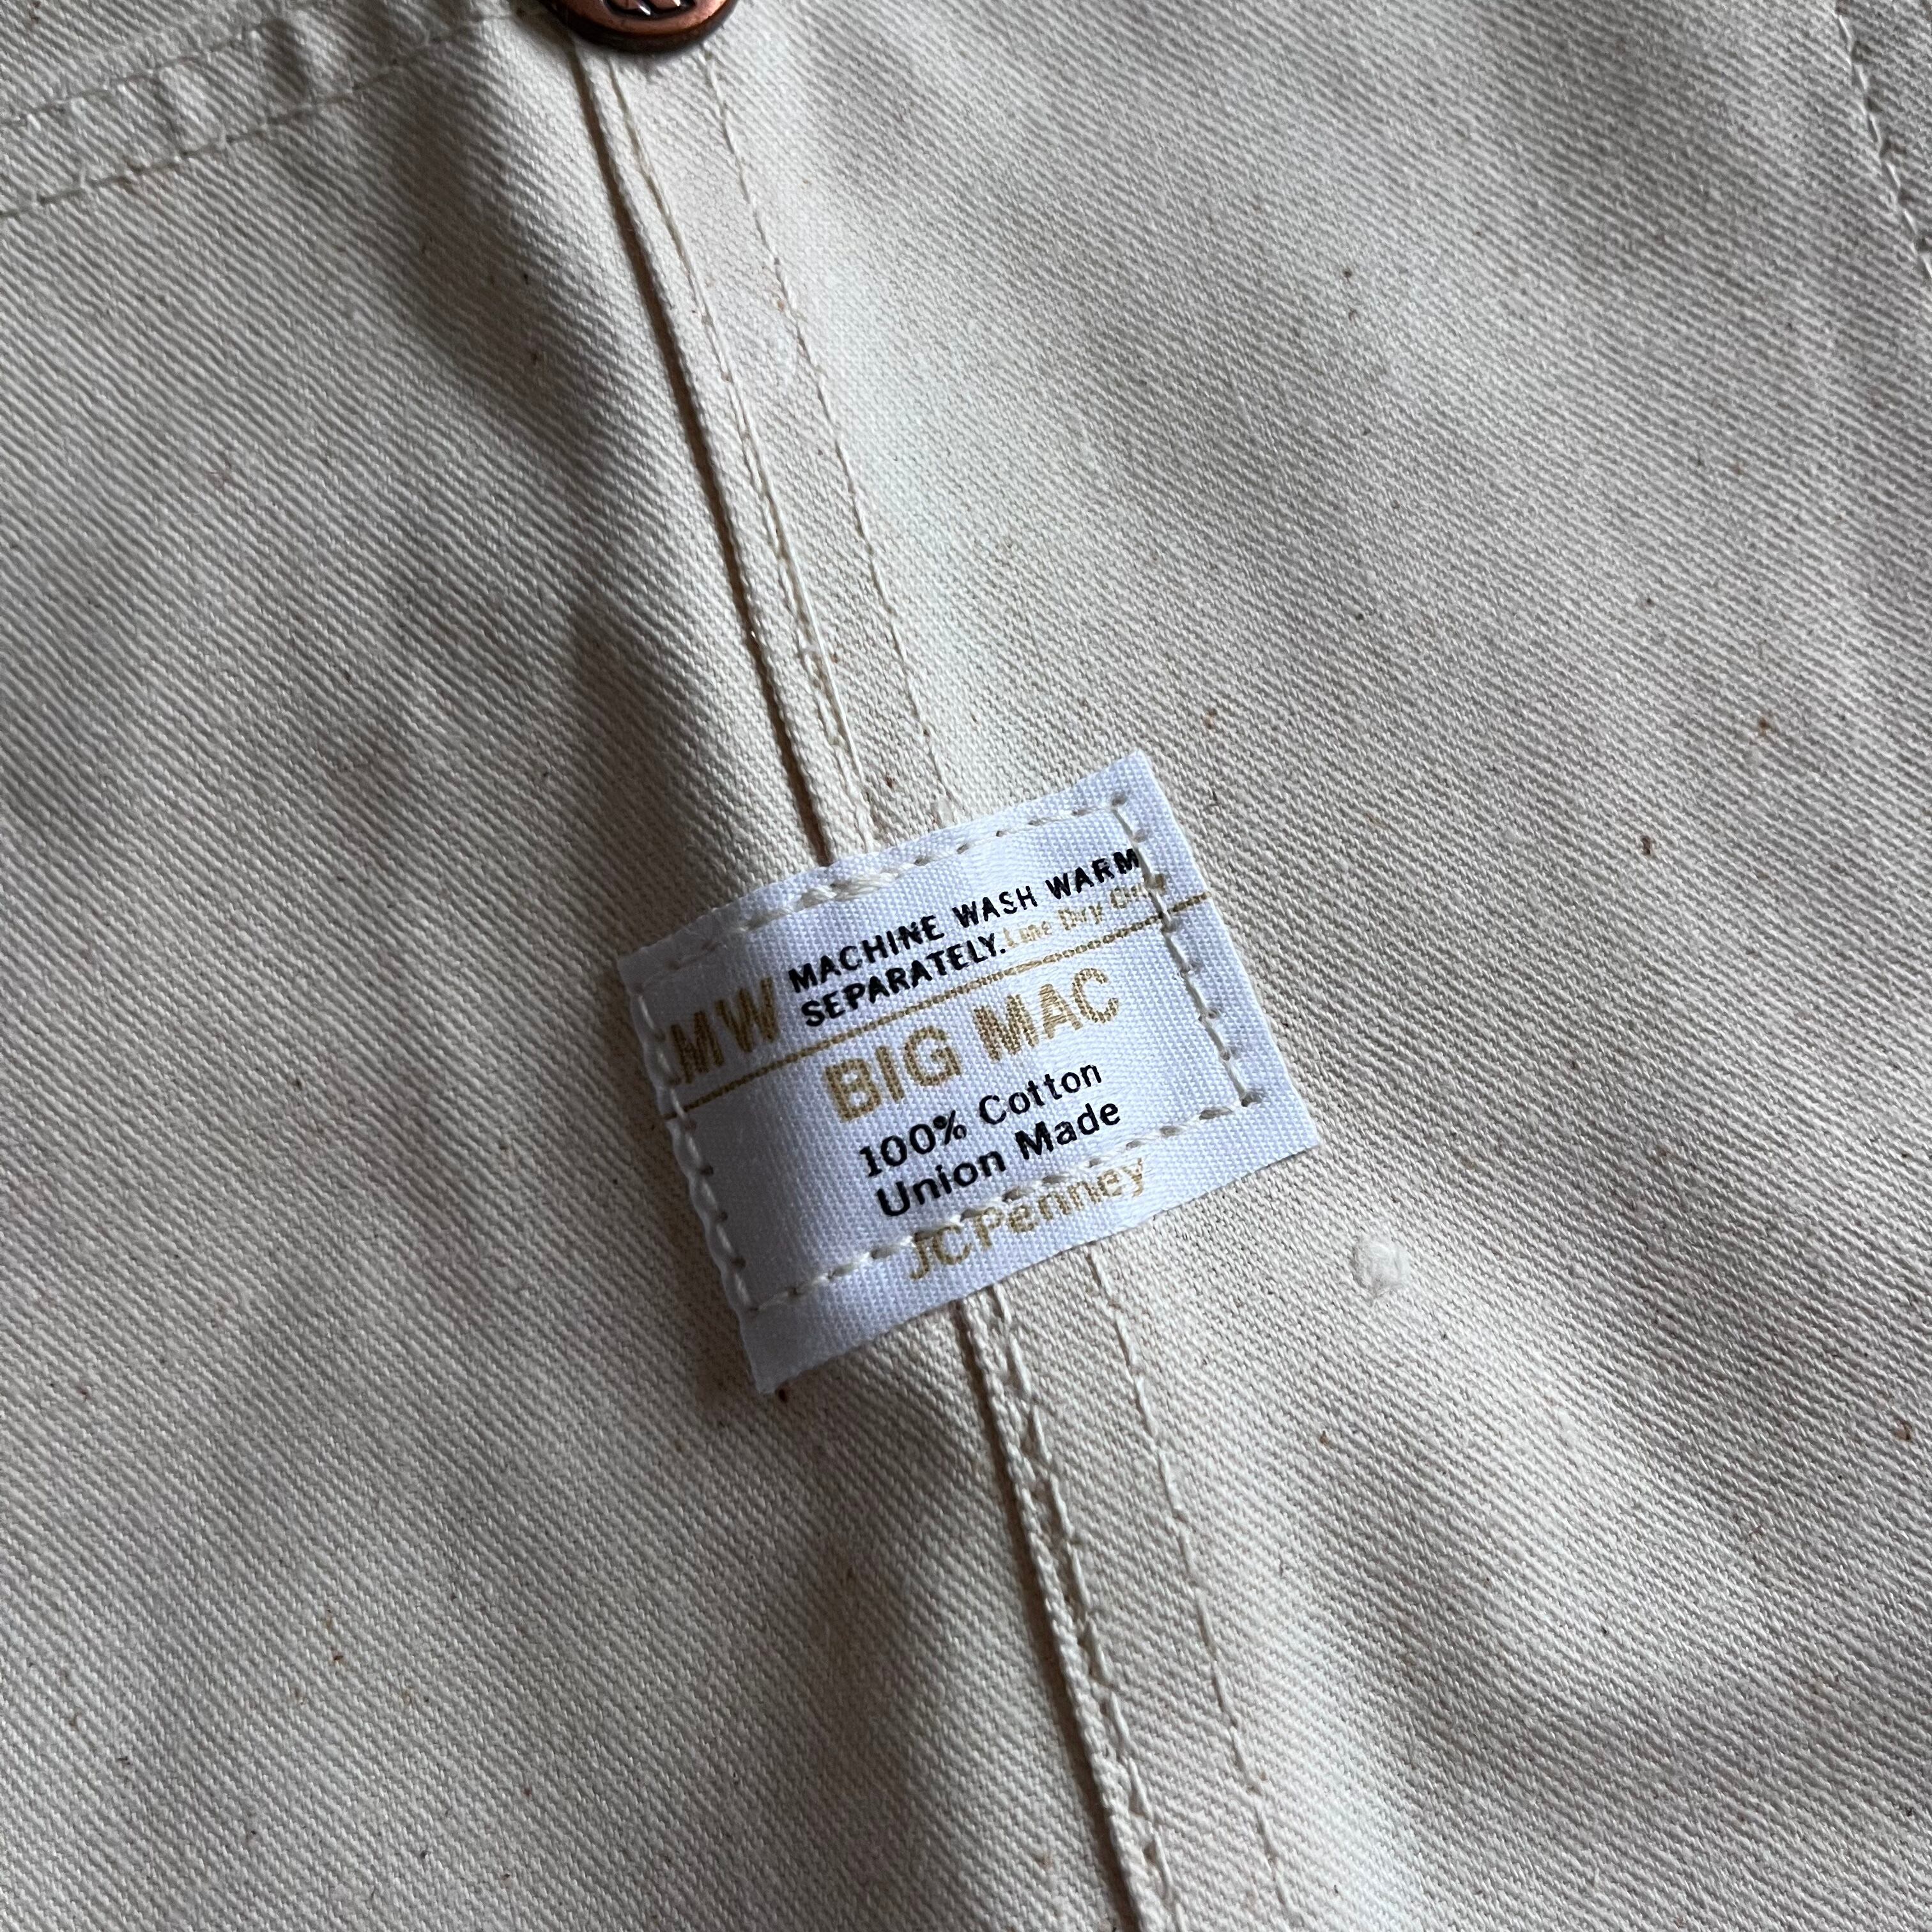 MACHINE WASH WARM
SEPARATELY. Line Dry Only
MW
BIG MAC
100% Cotton
Union Made
JCPenney